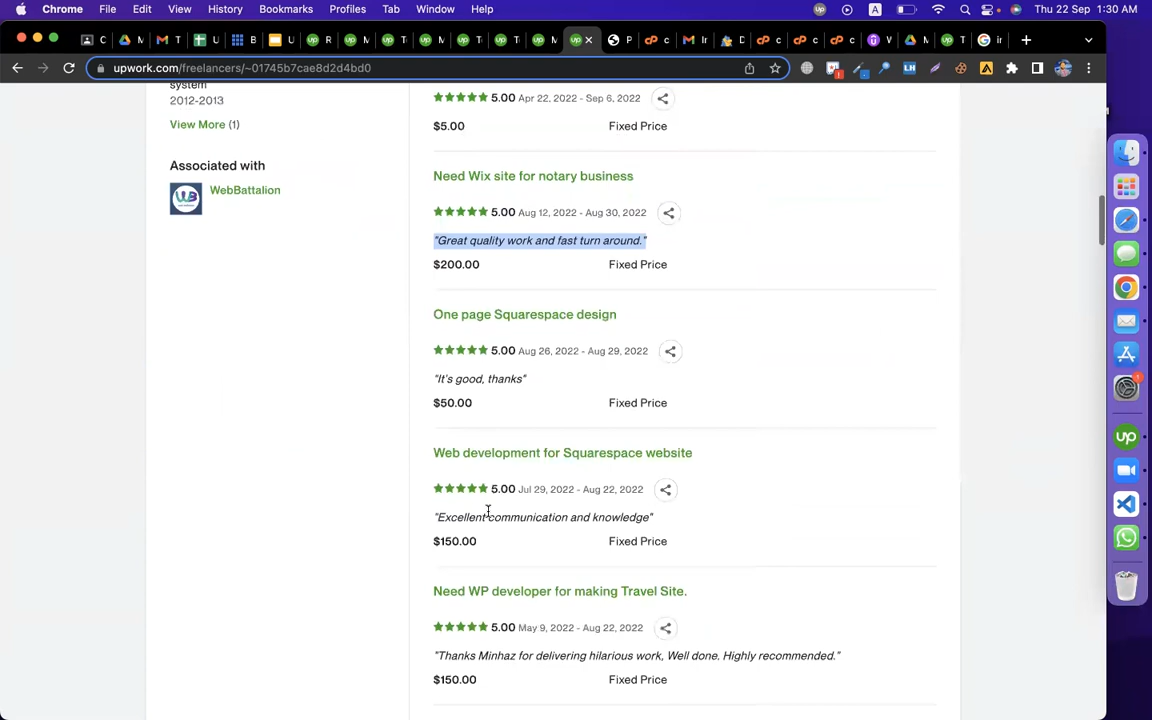 Chrome File Edit View History Bookmarks Profiles Tab Window Help A Thu 22 Sep 1:30 AM
upwork.com/freelancers/~01745b7cae8d2d4bd0
system
2012-2013
View More (1)
Associated with
WebBattalion
5.00 Apr 22, 2022 - Sep 6, 2022
$5.00 Fixed Price
Need Wix site for notary business
5.00 Aug 12, 2022 - Aug 30, 2022
"Great quality work and fast turn around."
$200.00 Fixed Price
One page Squarespace design
5.00 Aug 26, 2022 - Aug 29, 2022
"It's good, thanks"
$50.00 Fixed Price
Web development for Squarespace website
5.00 Jul 29, 2022 - Aug 22, 2022
"Excellent communication and knowledge"
$150.00 Fixed Price
Need WP developer for making Travel Site.
5.00 May 9, 2022 - Aug 22, 2022
"Thanks Minhaz for delivering hilarious work, Well done. Highly recommended."
$150.00 Fixed Price